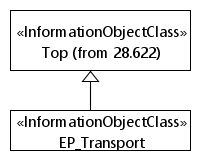 «InformationObjectClass»
Top (from 28.622)
«InformationObjectClass»
EP_Transport